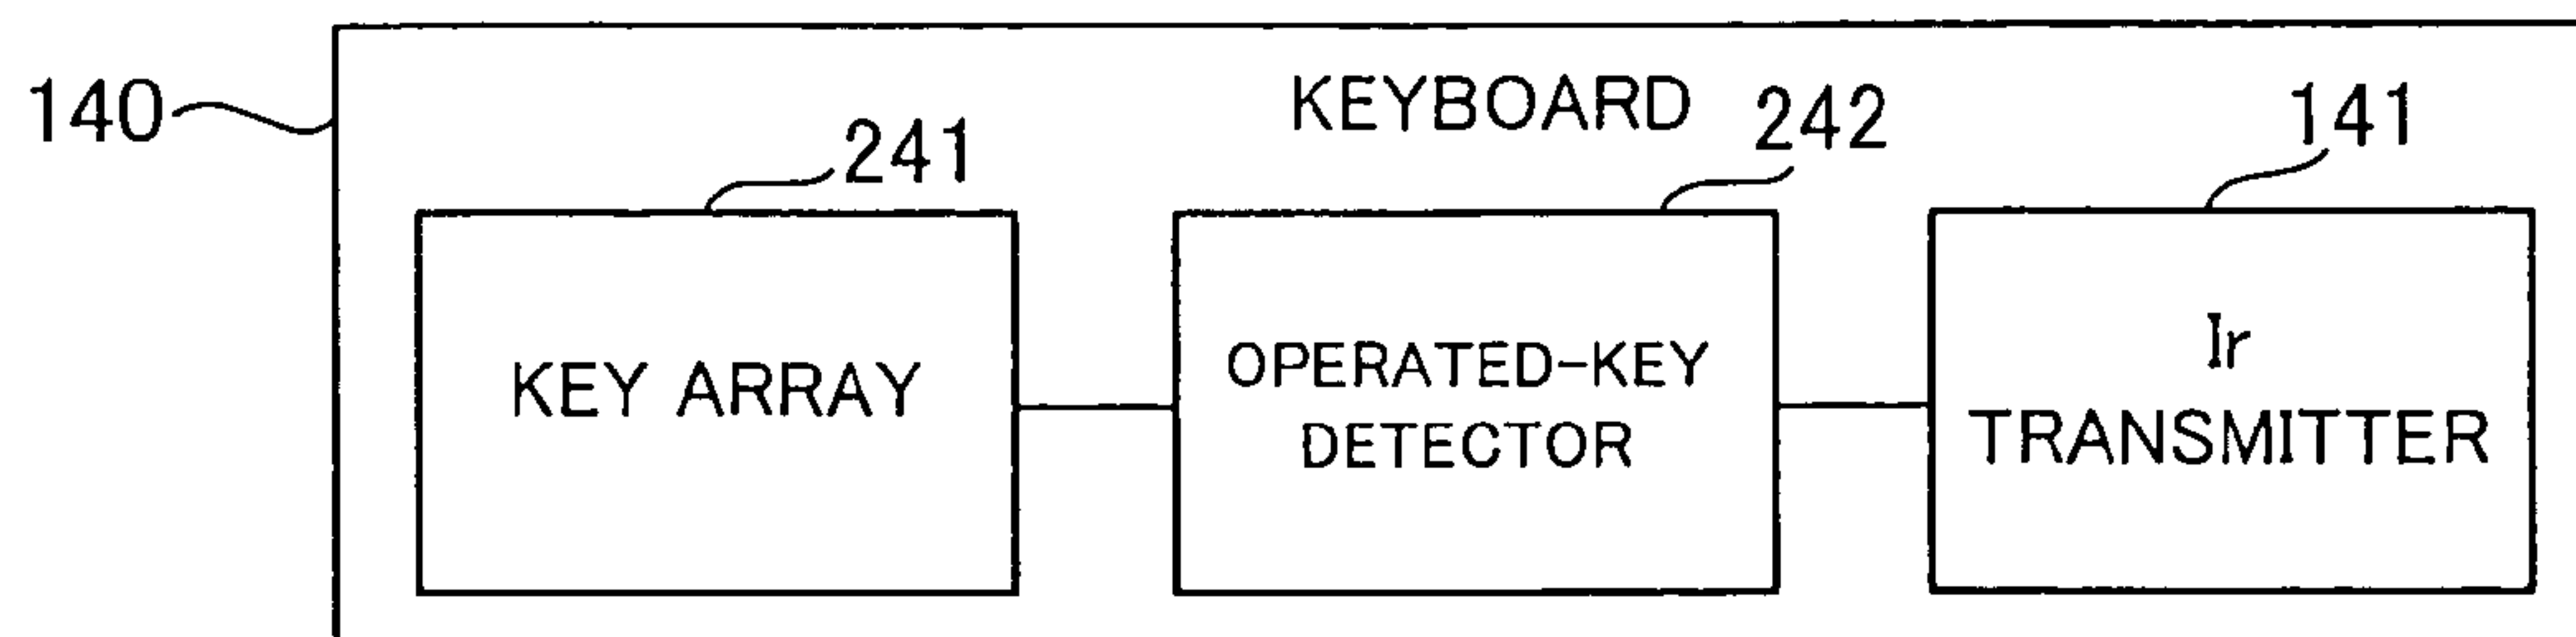 140
KEYBOARD
241
242
141
KEY ARRAY
OPERATED-KEY
DETECTOR
Ir
TRANSMITTER